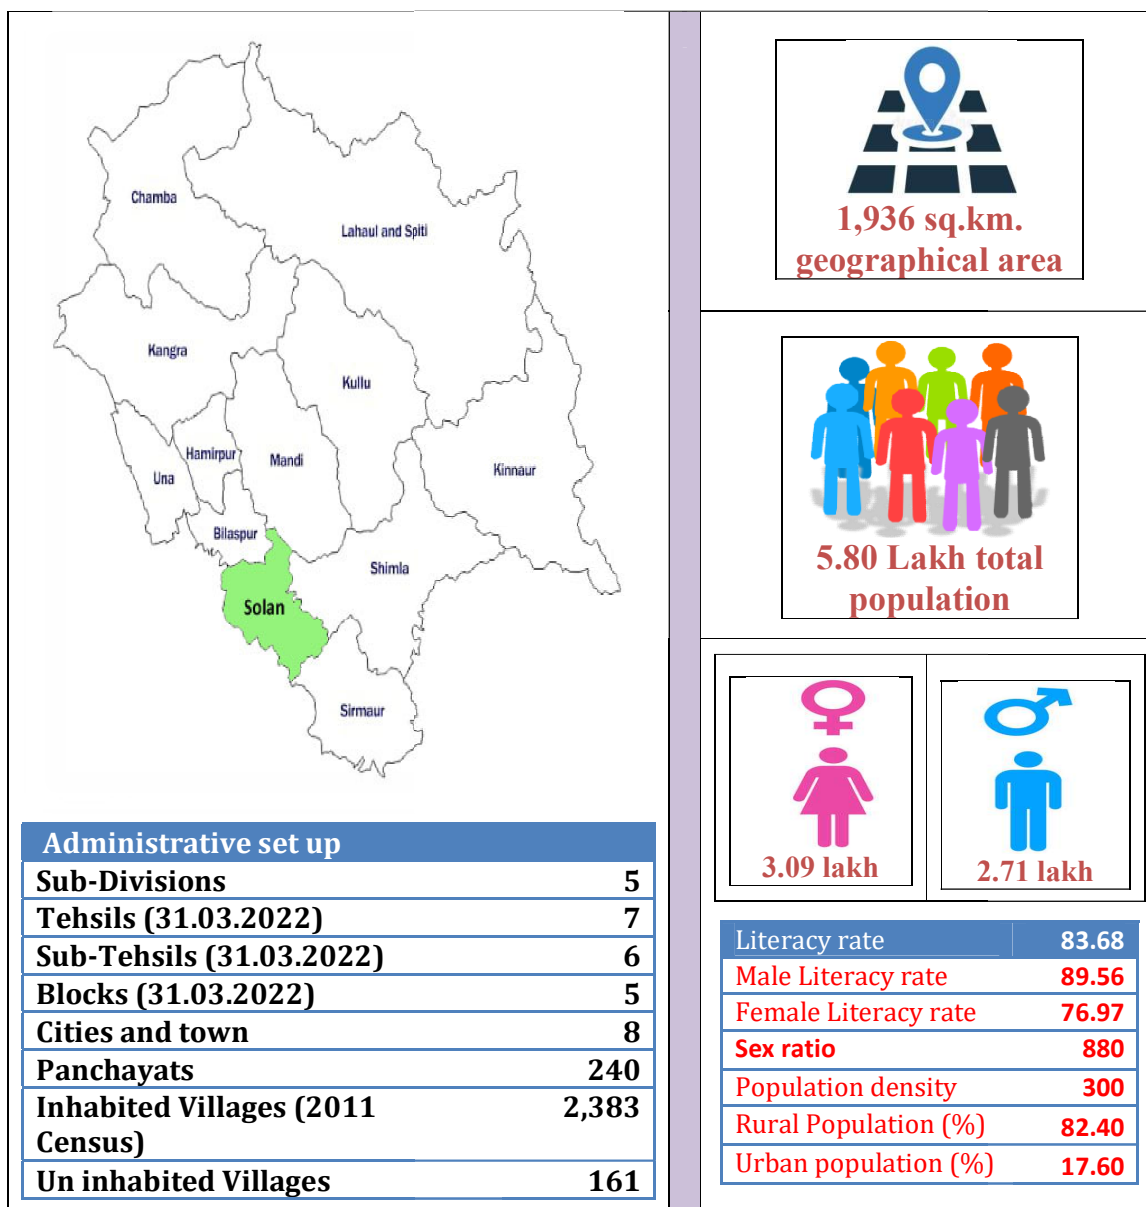 Chamba
Lahaul and Spiti
Kangra
Kullu
Hamirpur
Mandi
Una
Kinnaur
Bilaspur
Shimla
Solan
Sirmaur
Administrative set up
Sub-Divisions 5
Tehsils (31.03.2022) 7
Sub-Tehsils (31.03.2022) 6
Blocks (31.03.2022) 5
Cities and town 8
Panchayats 240
Inhabited Villages (2011 2,383
Census)
Un inhabited Villages 161
1,936 sq.km.
geographical area
5.80 Lakh total
population
3.09 lakh
2.71 lakh
Literacy rate 83.68
Male Literacy rate 89.56
Female Literacy rate 76.97
Sex ratio 880
Population density 300
Rural Population (%) 82.40
Urban population (%) 17.60